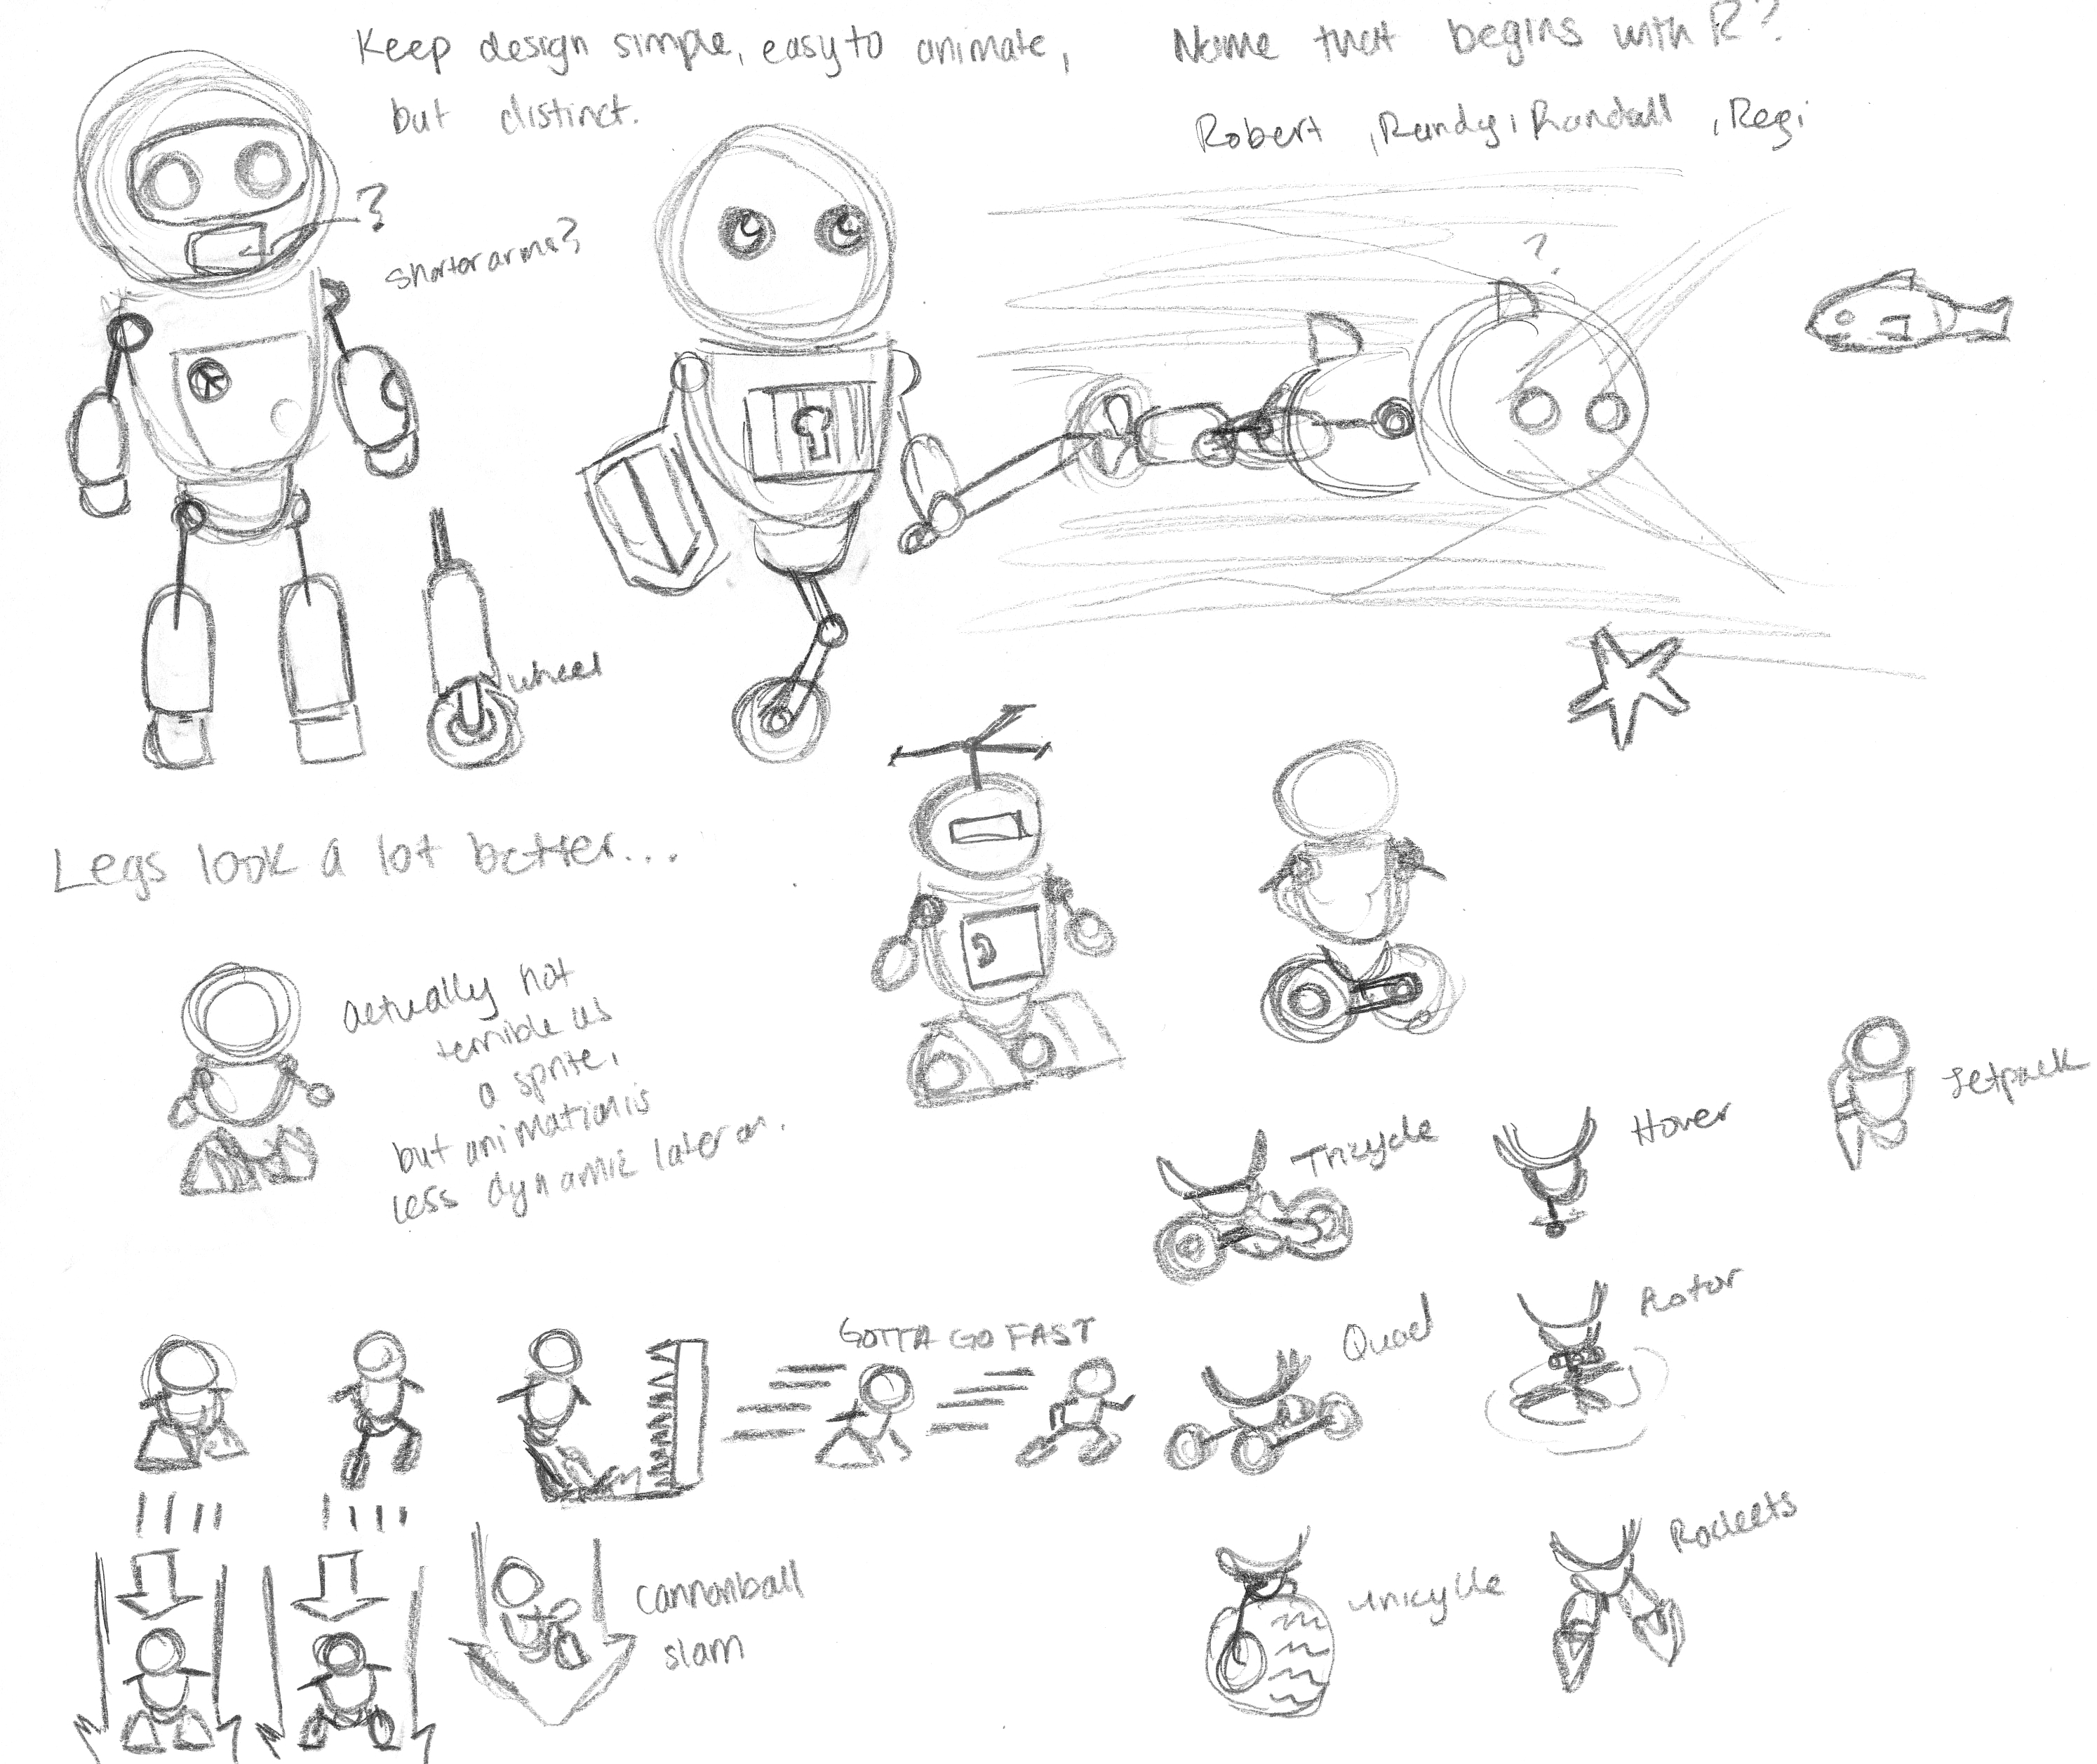 Keep design simple, easy to animate,
but distinct.
Name that begins with R?
Robert, Randy, Randall, Regi
?
shorter arms?
?
wheel
Legs look a lot better...
actually not
terrible as
a sprite,
but animation is
less dynamic later on.
Tricycle
Hover
Jetpack
GOTTA GO FAST
Quad
Rotor
cannonball
slam
unicycle
Rockets